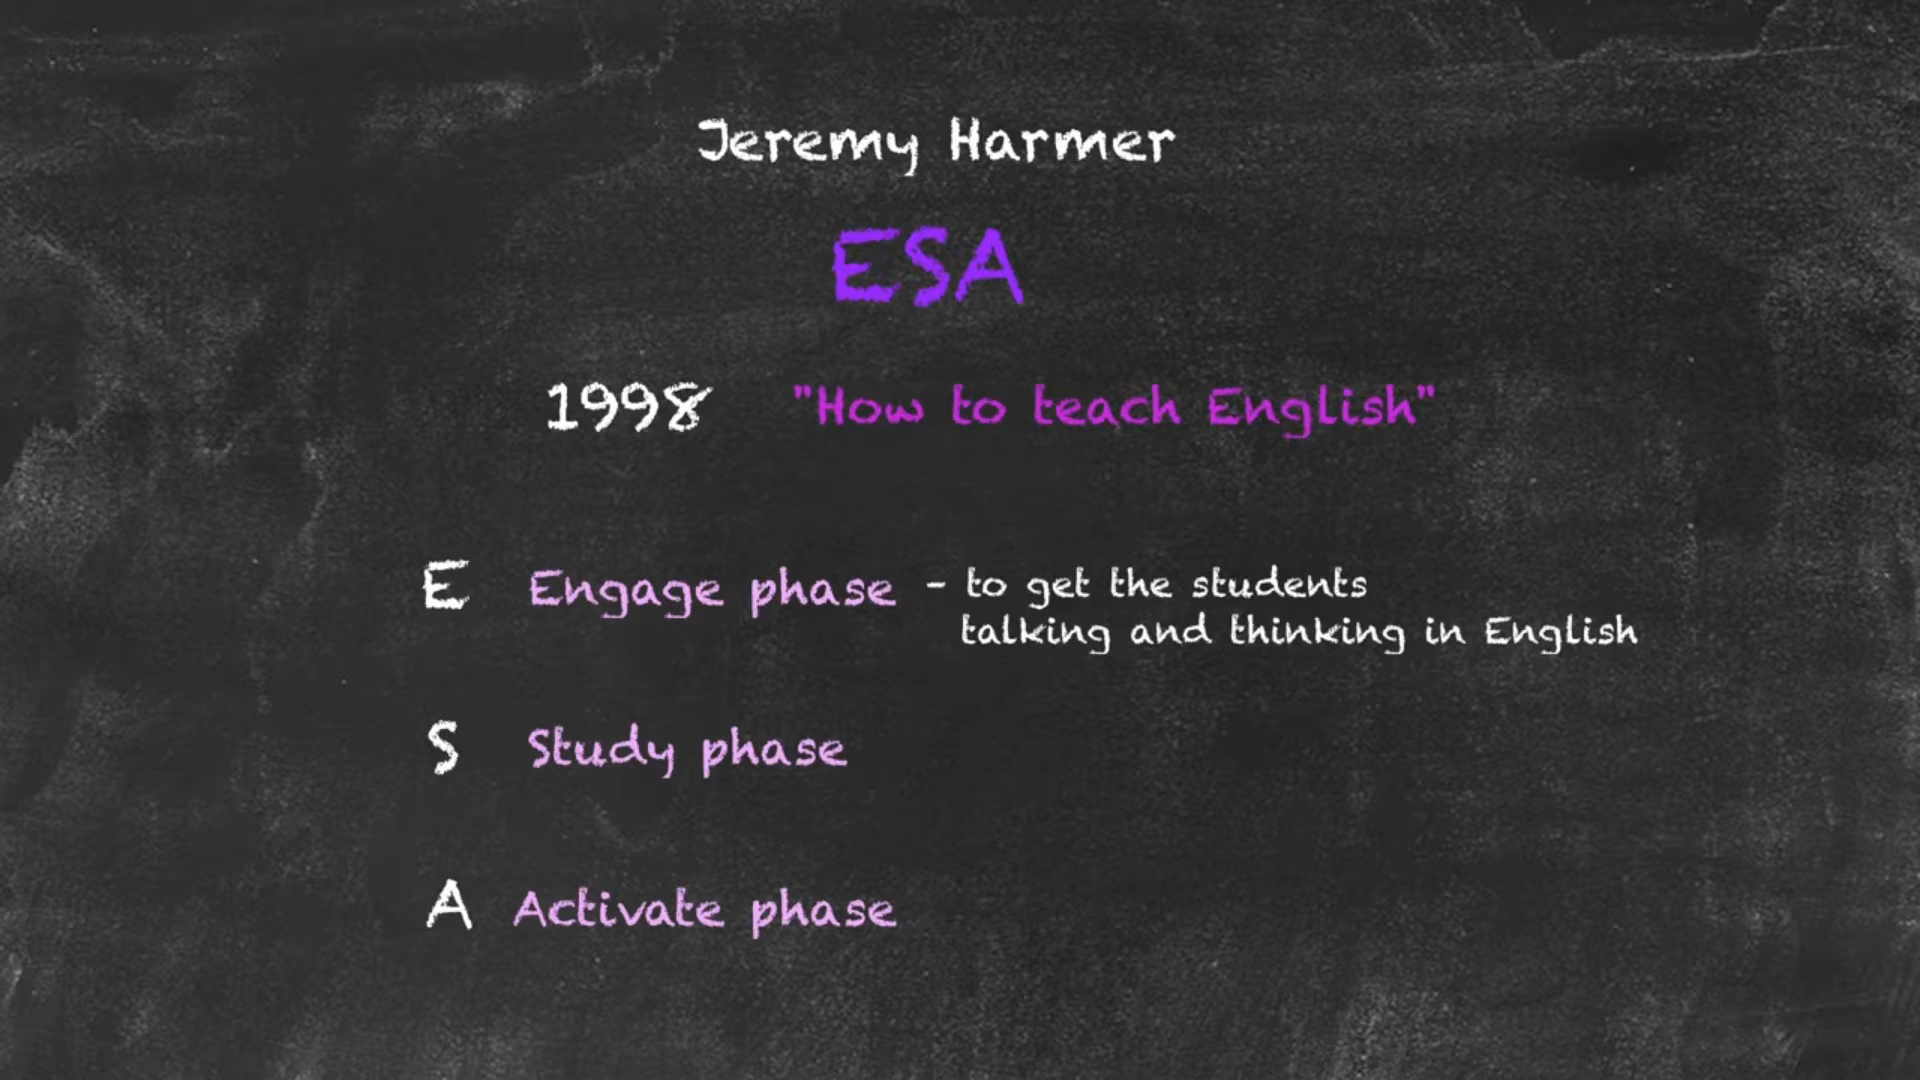 Jeremy Harmer
ESA
1998 "How to teach English"
E Engage phase - to get the students
talking and thinking in English
S Study phase
A Activate phase